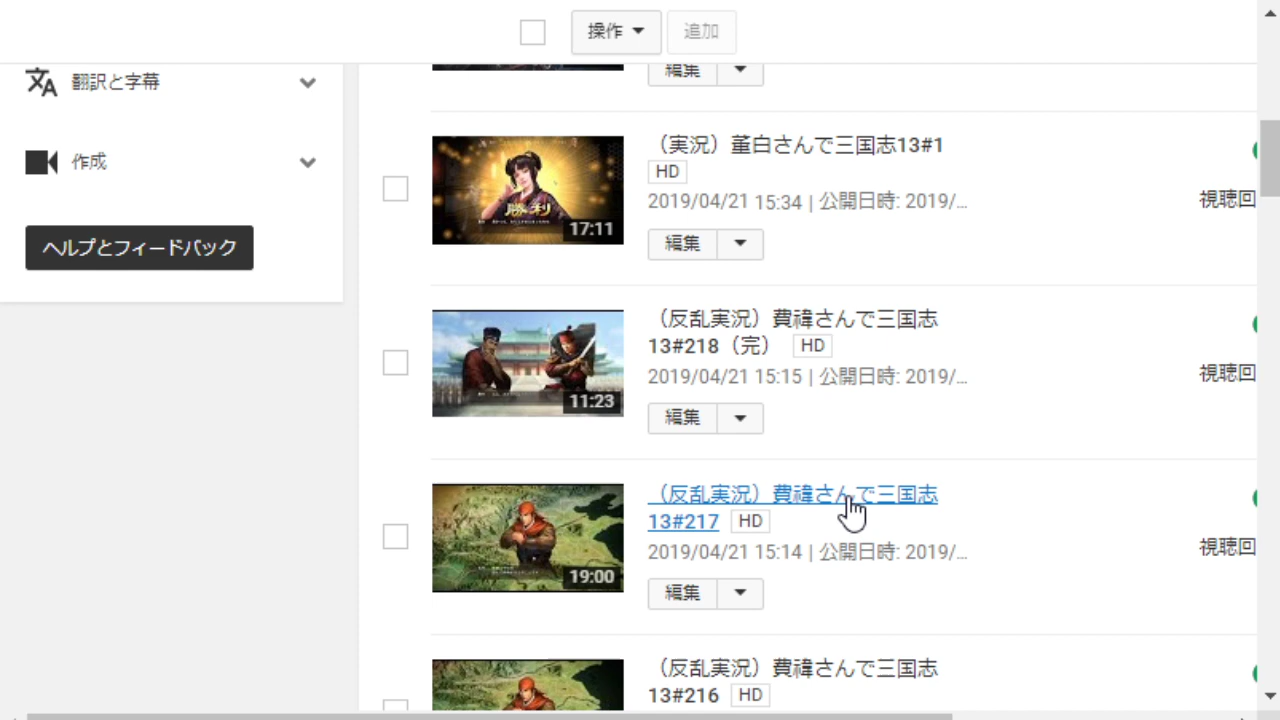 操作
追加
翻訳と字幕
作成
ヘルプとフィードバック
編集
勝利
17:11
（実況）董白さんで三国志13#1
HD
2019/04/21 15:34 | 公開日時: 2019/...
視聴回
編集
11:23
（反乱実況）費禕さんで三国志
13#218（完） HD
2019/04/21 15:15 | 公開日時: 2019/...
視聴回
編集
19:00
（反乱実況）費禕さんで三国志
13#217 HD
2019/04/21 15:14 | 公開日時: 2019/...
視聴回
編集
（反乱実況）費禕さんで三国志
13#216 HD